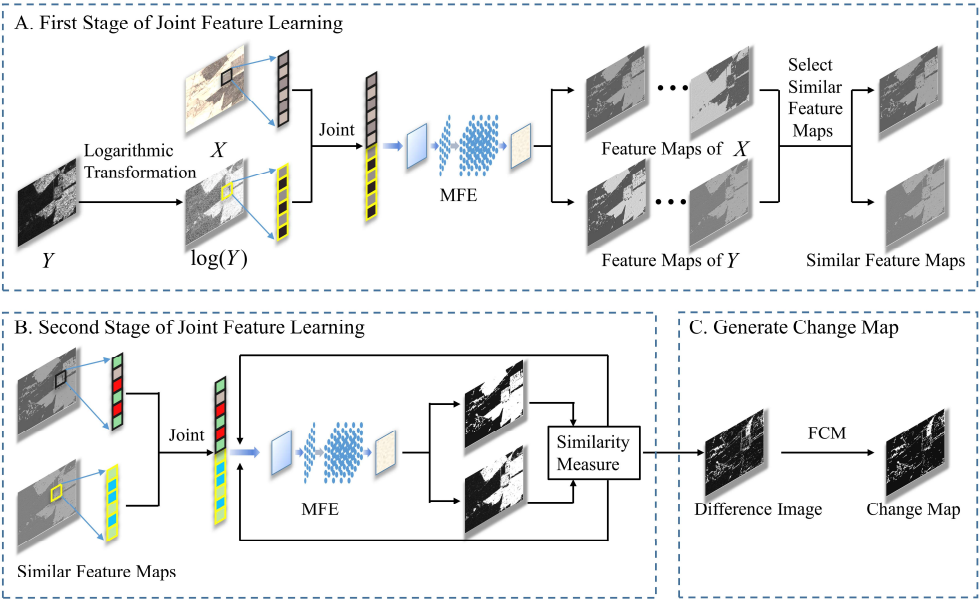 A. First Stage of Joint Feature Learning
Logarithmic
Transformation
Y
X
log(Y)
Joint
MFE
Feature Maps of X
Feature Maps of Y
Select
Similar
Feature
Maps
Similar Feature Maps
B. Second Stage of Joint Feature Learning
Similar Feature Maps
Joint
MFE
Similarity
Measure
C. Generate Change Map
Difference Image
FCM
Change Map